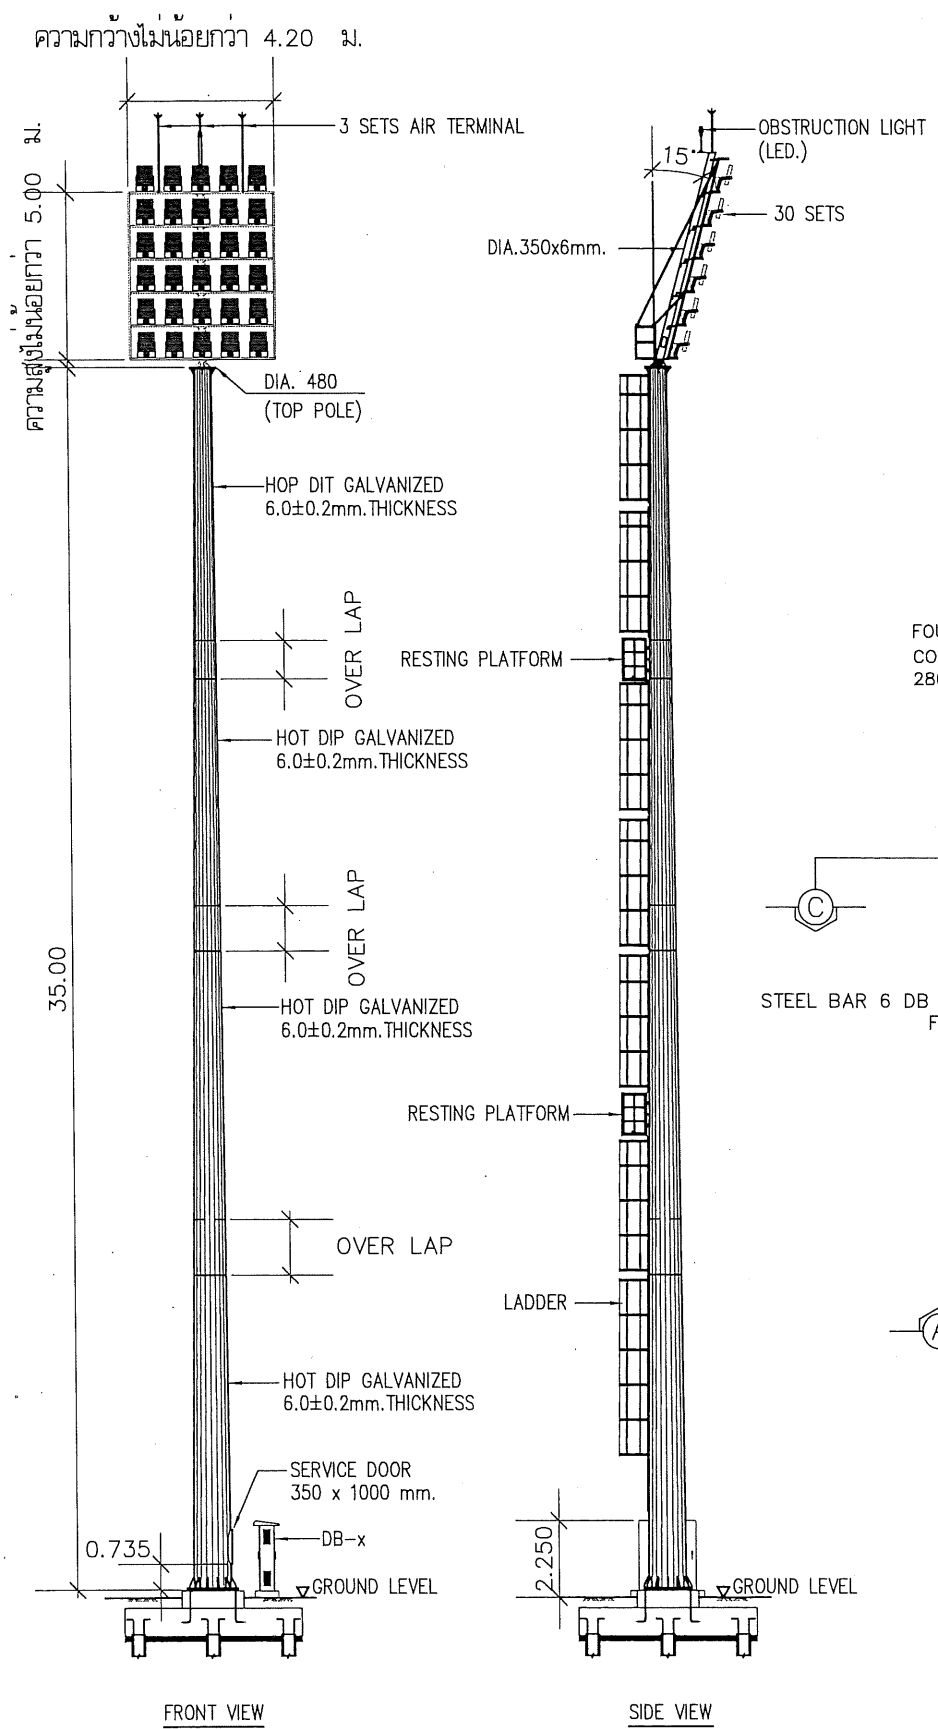 ความกว้างไม่น้อยกว่า 4.20 ม.
3 SETS AIR TERMINAL
ความสูงไม่น้อยกว่า 5.00 ม.
DIA. 480
(TOP POLE)
HOP DIT GALVANIZED
6.0±0.2mm.THICKNESS
OVER LAP
HOT DIP GALVANIZED
6.0±0.2mm.THICKNESS
OVER LAP
35.00
HOT DIP GALVANIZED
6.0±0.2mm.THICKNESS
OVER LAP
HOT DIP GALVANIZED
6.0±0.2mm.THICKNESS
SERVICE DOOR
350 x 1000 mm.
DB-x
0.735
GROUND LEVEL
FRONT VIEW
OBSTRUCTION LIGHT
(LED.)
15°
30 SETS
DIA.350x6mm.
RESTING PLATFORM
RESTING PLATFORM
LADDER
2.250
GROUND LEVEL
SIDE VIEW
FOU
CO
280
C
STEEL BAR 6 DB
F
A